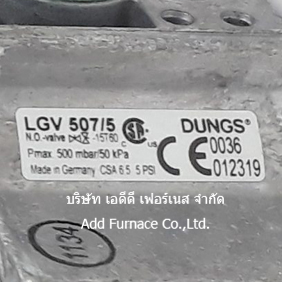 LGV 507/5
DUNGS®
N.O.-valve -15T60
0036
Pmax. 500 mbar/50 kPa
CE
012319
Made in Germany CSA 6.5 5 PSI
บริษัท เอดีดี เฟอร์เนส จำกัด
Add Furnace Co.,Ltd.
1134